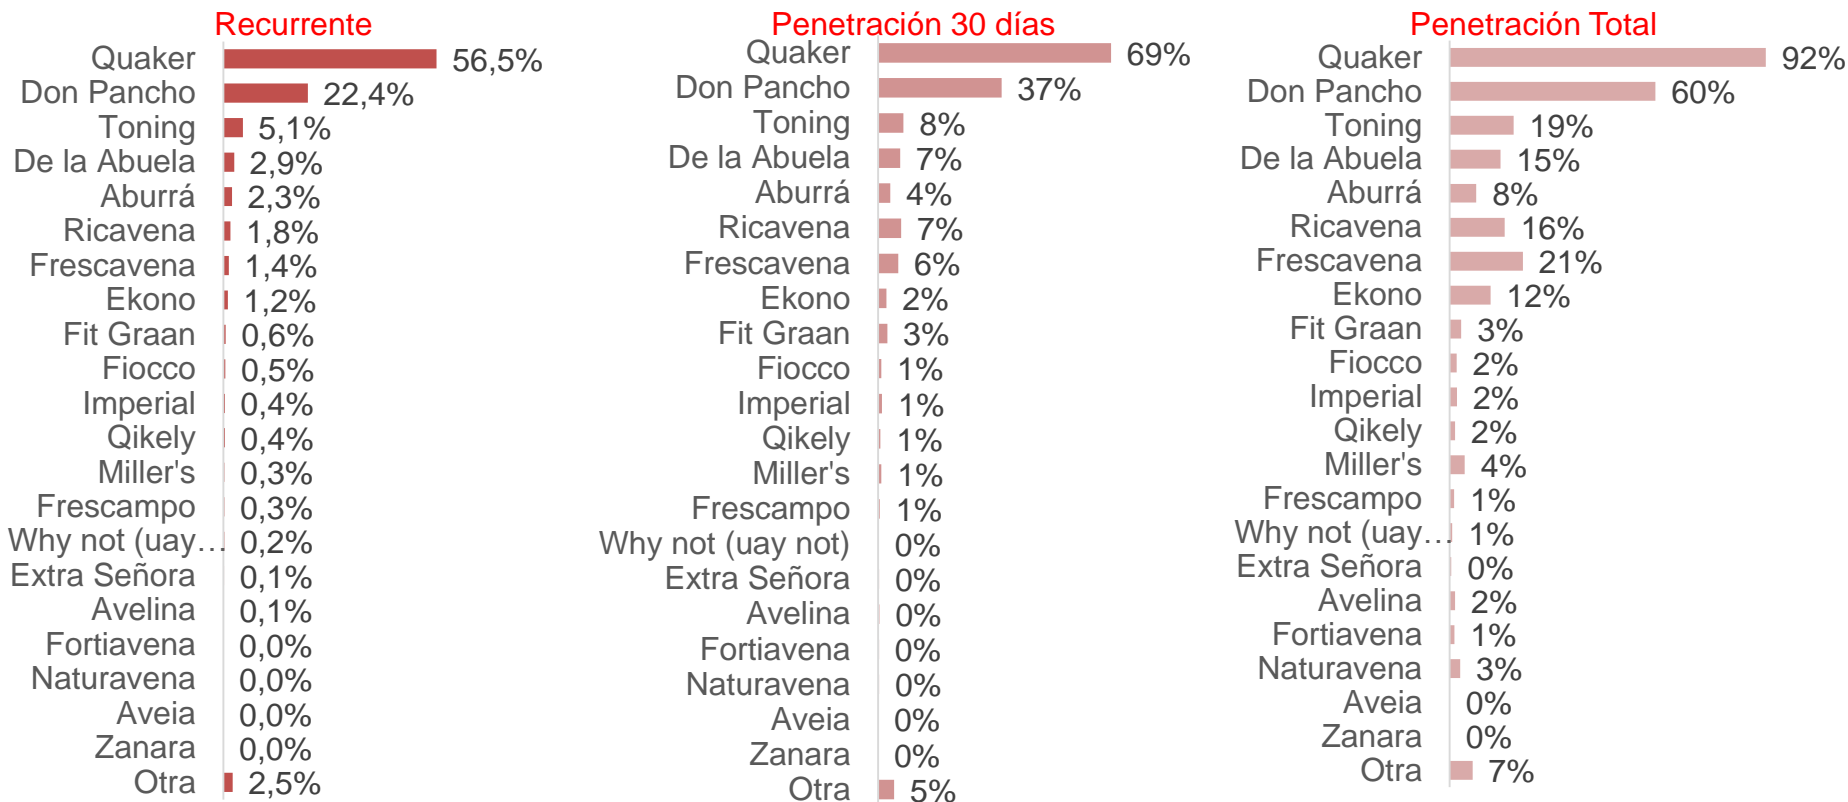 Recurrente
Quaker 56,5%
Don Pancho 22,4%
Toning 5,1%
De la Abuela 2,9%
Aburrá 2,3%
Ricavena 1,8%
Frescavena 1,4%
Ekono 1,2%
Fit Graan 0,6%
Fiocco 0,5%
Imperial 0,4%
Qikely 0,4%
Miller's 0,3%
Frescampo 0,3%
Why not (uay… 0,2%
Extra Señora 0,1%
Avelina 0,1%
Fortiavena 0,0%
Naturavena 0,0%
Aveia 0,0%
Zanara 0,0%
Otra 2,5%
Penetración 30 días
Quaker 69%
Don Pancho 37%
Toning 8%
De la Abuela 7%
Aburrá 4%
Ricavena 7%
Frescavena 6%
Ekono 2%
Fit Graan 3%
Fiocco 1%
Imperial 1%
Qikely 1%
Miller's 1%
Frescampo 1%
Why not (uay not) 0%
Extra Señora 0%
Avelina 0%
Fortiavena 0%
Naturavena 0%
Aveia 0%
Zanara 0%
Otra 5%
Penetración Total
Quaker 92%
Don Pancho 60%
Toning 19%
De la Abuela 15%
Aburrá 8%
Ricavena 16%
Frescavena 21%
Ekono 12%
Fit Graan 3%
Fiocco 2%
Imperial 2%
Qikely 2%
Miller's 4%
Frescampo 1%
Why not (uay… 1%
Extra Señora 0%
Avelina 2%
Fortiavena 1%
Naturavena 3%
Aveia 0%
Zanara 0%
Otra 7%